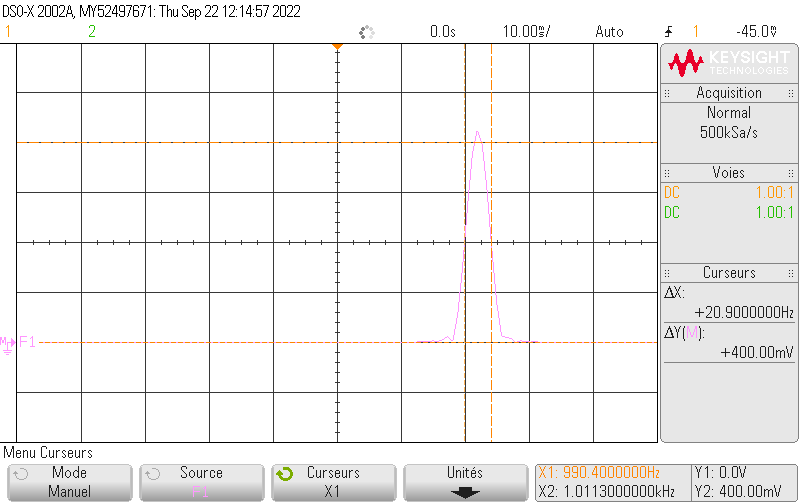 DSO-X 2002A, MY52497671: Thu Sep 22 12:14:57 2022
1 2 0.0s 10.00♉/ Auto 1 -45.0♉
KEYSIGHT
TECHNOLOGIES
Acquisition
Normal
500kSa/s
Voies
DC 1.00:1
DC 1.00:1
Curseurs
ΔX:
+20.9000000Hz
ΔY(M):
+400.00mV
M F1
Menu Curseurs
Mode
Manuel
Source
Curseurs
X1
Unités
X1: 990.4000000Hz
X2: 1.0113000000kHz
Y1: 0.0V
Y2: 400.00mV